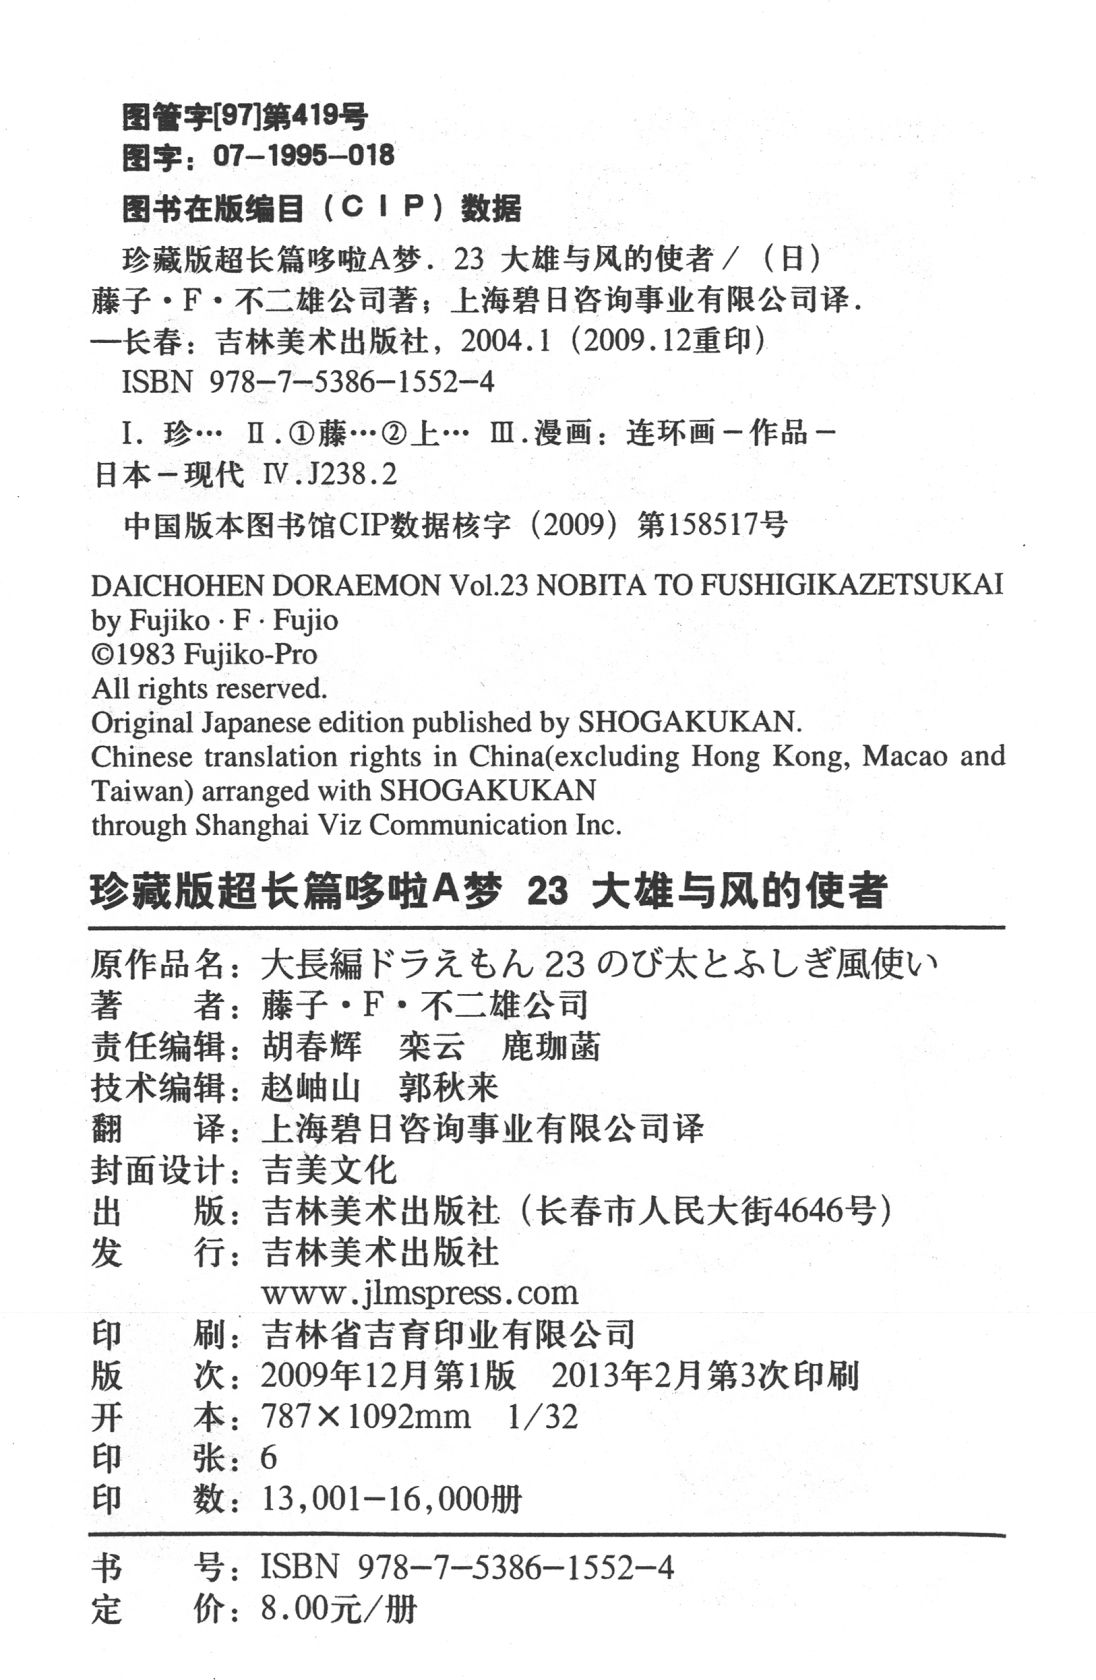 图管字[97]第419号
图字：07－1995－018
图书在版编目（CIP）数据
珍藏版超长篇哆啦A梦．23 大雄与风的使者／（日）
藤子·F·不二雄公司著；上海碧日咨询事业有限公司译．
—长春：吉林美术出版社，2004.1（2009.12重印）
ISBN 978－7－5386－1552－4
Ⅰ．珍… Ⅱ.①藤…②上… Ⅲ.漫画：连环画－作品－
日本－现代 Ⅳ.J238.2
中国版本图书馆CIP数据核字（2009）第158517号
DAICHOHEN DORAEMON Vol.23 NOBITA TO FUSHIGIKAZETSUKAI
by Fujiko · F · Fujio
©1983 Fujiko-Pro
All rights reserved.
Original Japanese edition published by SHOGAKUKAN.
Chinese translation rights in China(excluding Hong Kong, Macao and
Taiwan) arranged with SHOGAKUKAN
through Shanghai Viz Communication Inc.
珍藏版超长篇哆啦A梦 23 大雄与风的使者
原作品名：大長編ドラえもん 23 のび太とふしぎ風使い
著　　者：藤子·F·不二雄公司
责任编辑：胡春辉　栾云　鹿珈菡
技术编辑：赵岫山　郭秋来
翻　　译：上海碧日咨询事业有限公司译
封面设计：吉美文化
出　　版：吉林美术出版社（长春市人民大街4646号）
发　　行：吉林美术出版社
www.jlmspress.com
印　　刷：吉林省吉育印业有限公司
版　　次：2009年12月第1版　2013年2月第3次印刷
开　　本：787×1092mm　1/32
印　　张：6
印　　数：13,001－16,000册
书　　号：ISBN 978－7－5386－1552－4
定　　价：8.00元/册